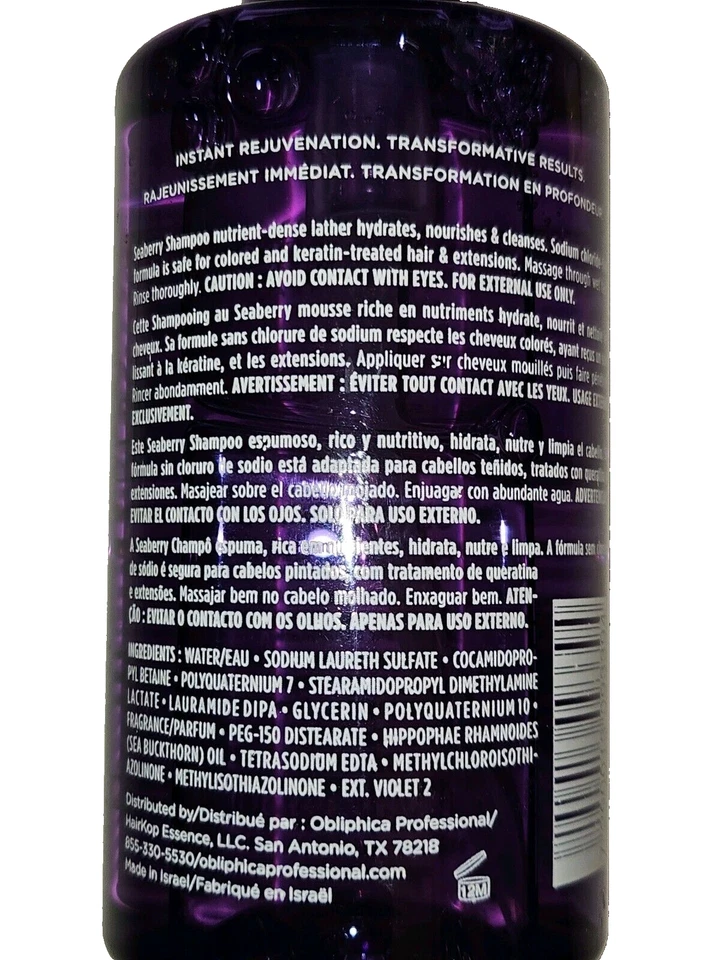 INSTANT REJUVENATION. TRANSFORMATIVE RESULTS.
RAJEUNISSEMENT IMMÉDIAT. TRANSFORMATION EN PROFONDEUR
Seaberry Shampoo nutrient-dense lather hydrates, nourishes & cleanses. Sodium
formula is safe for colored and keratin-treated hair & extensions. Massage through wet
Rinse thoroughly. CAUTION : AVOID CONTACT WITH EYES. FOR EXTERNAL USE ONLY.
Cette Shampooing au Seaberry mousse riche en nutriments hydrate, nourrit et
cheveux. Sa formule sans chlorure de sodium respecte les cheveux colorés, ayant reçus un
lissant à la kératine, et les extensions. Appliquer sur cheveux mouillés puis faire
Rincer abondamment. AVERTISSEMENT : ÉVITER TOUT CONTACT AVEC LES YEUX. USAGE
EXCLUSIVEMENT.
Este Seaberry Shampoo espumoso, rico y nutritivo, hidrata, nutre y limpia el
fórmula sin cloruro de sodio está adaptada para cabellos teñidos, tratados con
extensiones. Masajear sobre el cabello mojado. Enjuagar con abundante agua.
EVITAR EL CONTACTO CON LOS OJOS. SOLO PARA USO EXTERNO.
A Seaberry Champô espuma, rica em nutrientes, hidrata, nutre e limpa. A fórmula sem
de sódio é segura para cabelos pintados, com tratamento de queratina
e extensões. Massajar bem no cabelo molhado. Enxaguar bem. ATEN-
ÇÃO : EVITAR O CONTACTO COM OS OLHOS. APENAS PARA USO EXTERNO.
INGREDIENTS : WATER/EAU • SODIUM LAURETH SULFATE • COCAMIDOPRO-
PYL BETAINE • POLYQUATERNIUM 7 • STEARAMIDOPROPYL DIMETHYLAMINE
LACTATE • LAURAMIDE DIPA • GLYCERIN • POLYQUATERNIUM 10 •
FRAGRANCE/PARFUM • PEG-150 DISTEARATE • HIPPOPHAE RHAMNOIDES
(SEA BUCKTHORN) OIL • TETRASODIUM EDTA • METHYLCHLOROISOTHI-
AZOLINONE • METHYLISOTHIAZOLINONE • EXT. VIOLET 2
Distributed by/Distribué par : Obliphica Professional/
HairKop Essence, LLC. San Antonio, TX 78218
855-330-5530/obliphicaprofessional.com
Made in Israel/Fabriqué en Israël
12M